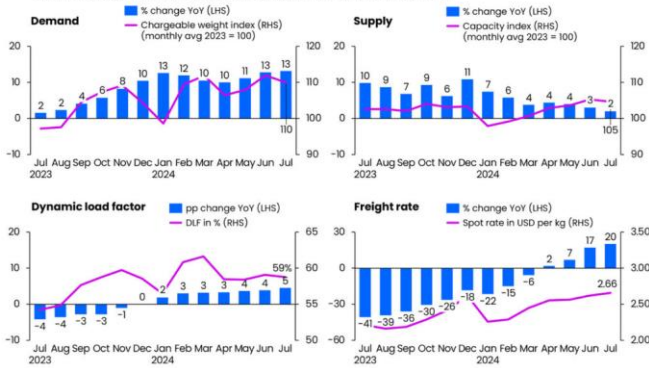 Demand
% change YoY (LHS)
Chargeable weight index (RHS)
(monthly avg 2023 = 100)
20 10 0 -10
2 2 4 6 8 10 13 12 10 10 11 13 13
110
120 110 100 90
Jul Aug Sep Oct Nov Dec Jan Feb Mar Apr May Jun Jul
2023 2024
Supply
% change YoY (LHS)
Capacity index (RHS)
(monthly avg 2023 = 100)
20 10 0 -10
10 9 7 9 6 11 7 6 4 4 4 3 2
105
120 110 100 90
Jul Aug Sep Oct Nov Dec Jan Feb Mar Apr May Jun Jul
2023 2024
Dynamic load factor
pp change YoY (LHS)
DLF in % (RHS)
20 10 0 -10
-4 -4 -3 -3 -1 0 2 3 3 3 4 4 5
59%
65 60 55 50
Jul Aug Sep Oct Nov Dec Jan Feb Mar Apr May Jun Jul
2023 2024
Freight rate
% change YoY (LHS)
Spot rate in USD per kg (RHS)
30 0 -30 -60
-41 -39 -36 -30 -26 -18 -22 -15 -6 2 7 17 20
2.66
3.50 3.00 2.50 2.00
Jul Aug Sep Oct Nov Dec Jan Feb Mar Apr May Jun Jul
2023 2024